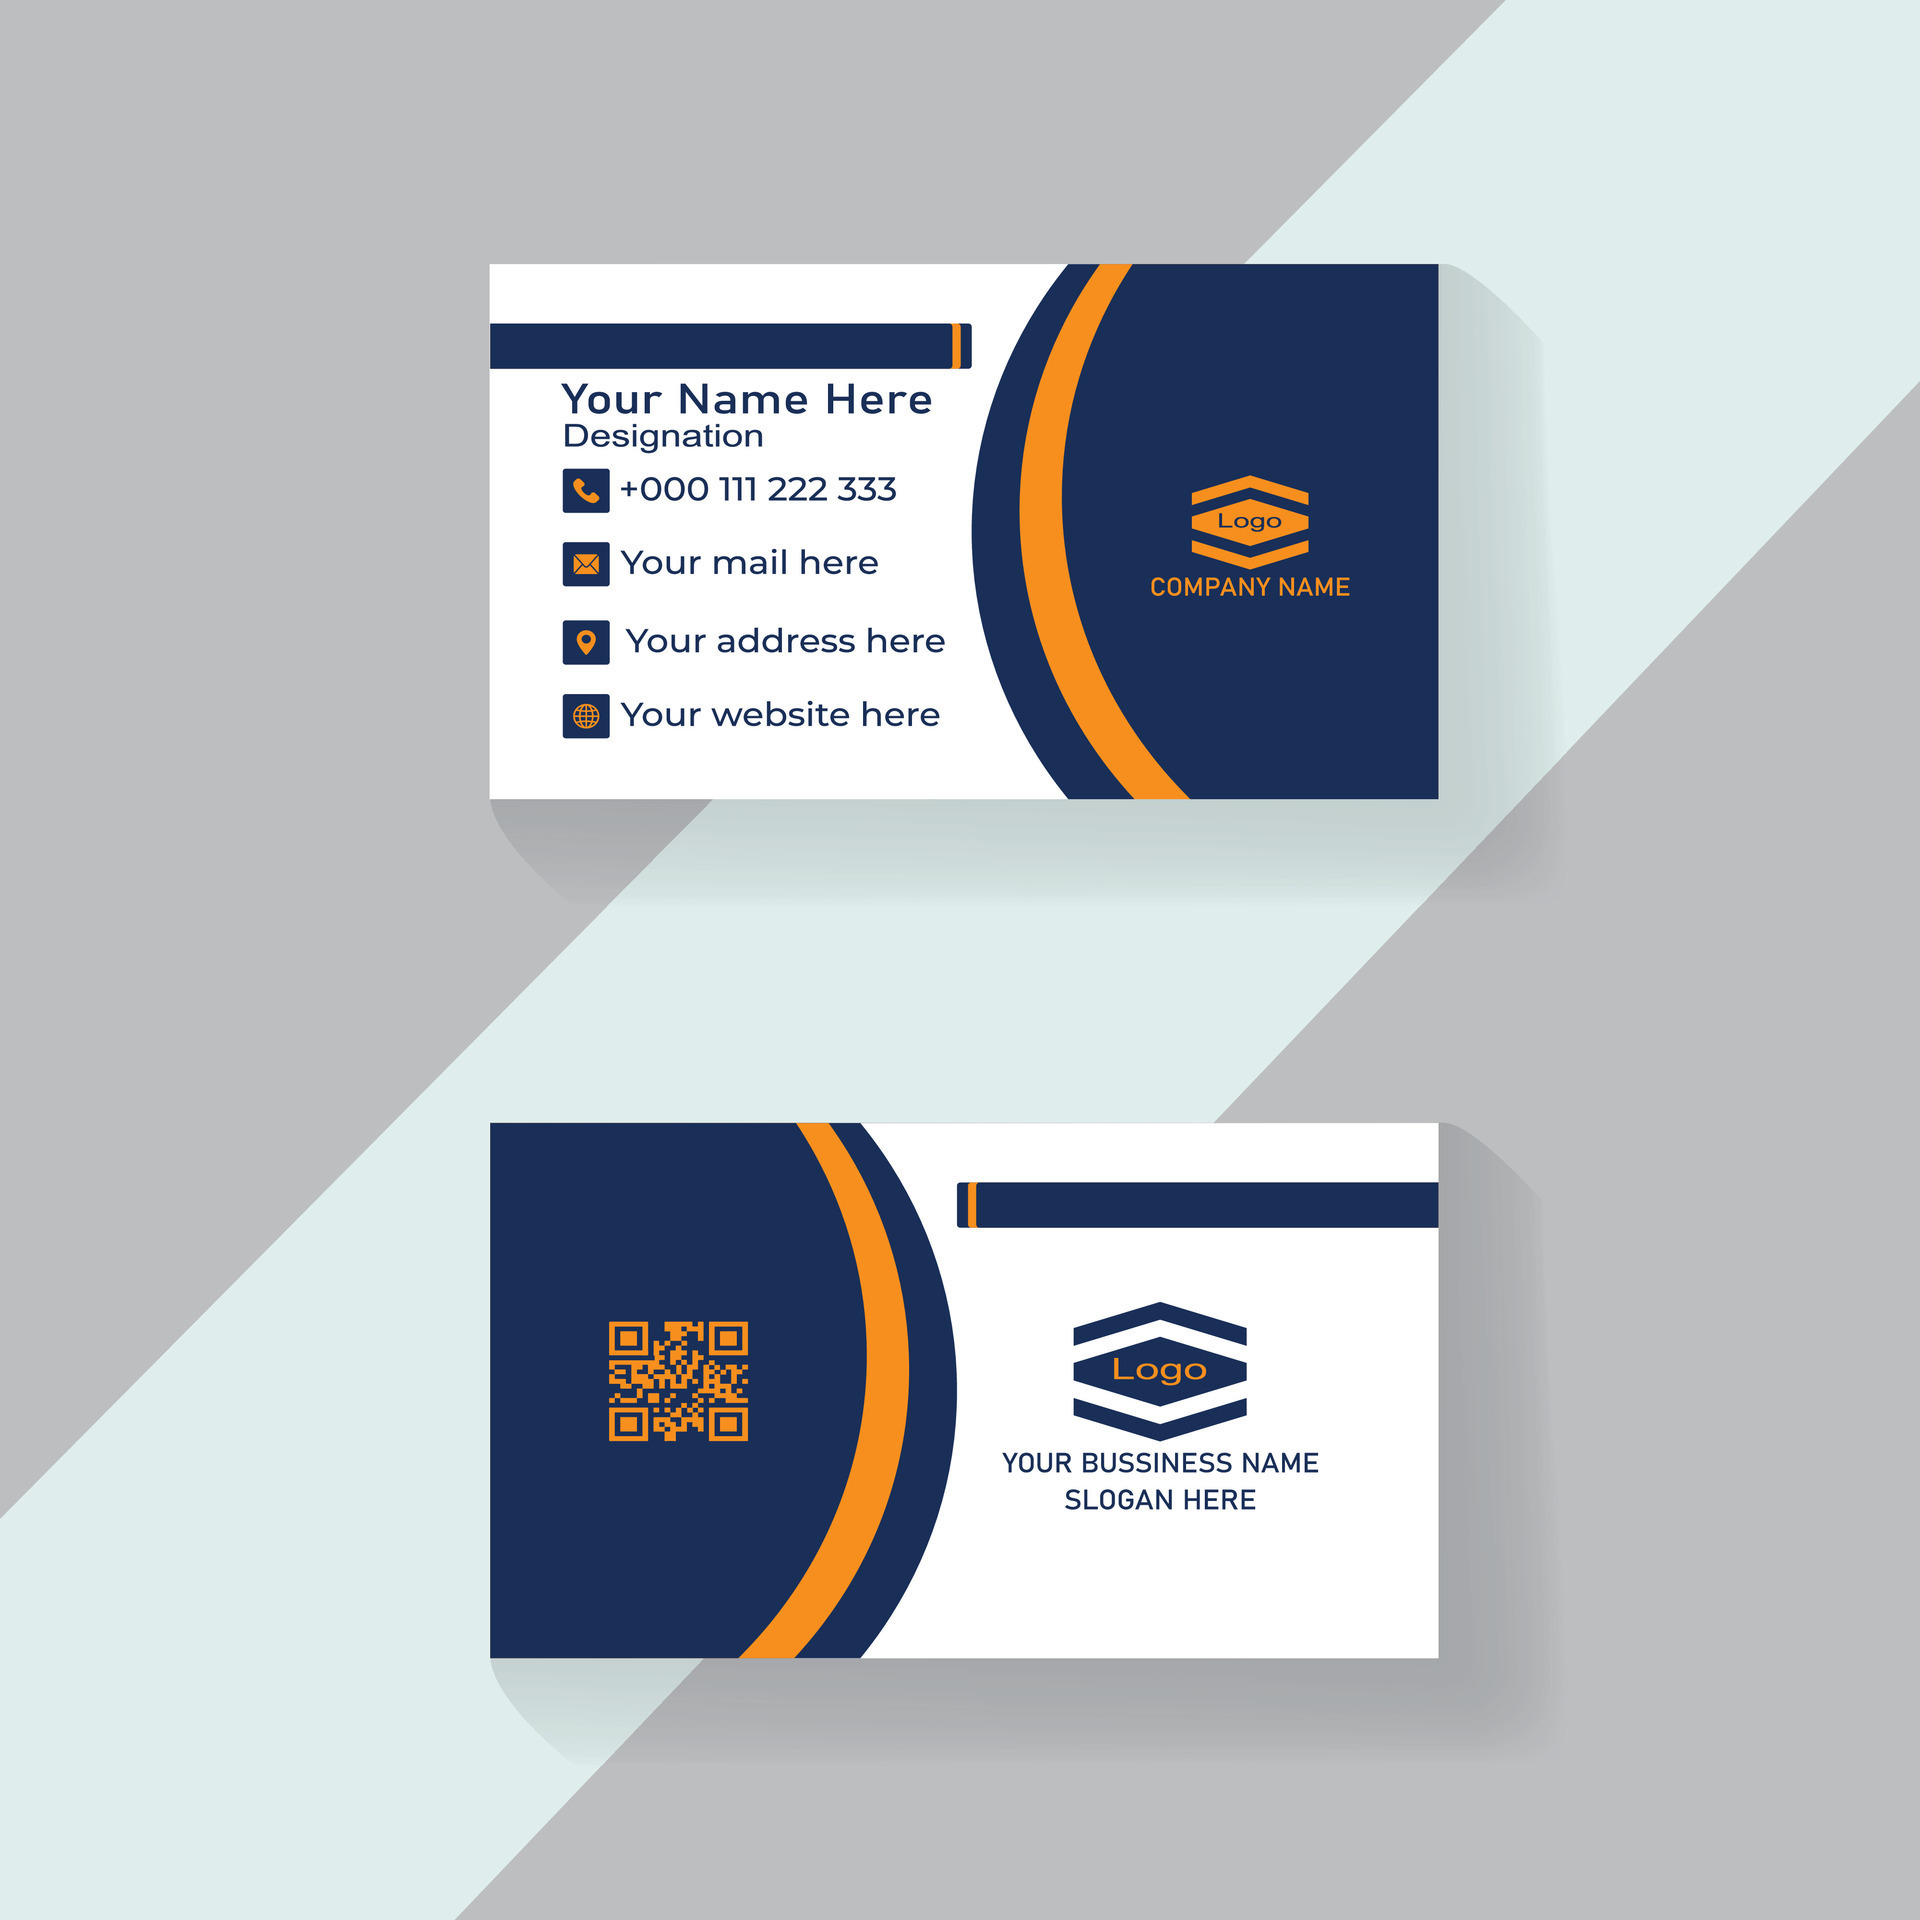 Your Name Here
Designation
+000 111 222 333
Your mail here
Your address here
Your website here
Logo
COMPANY NAME
Logo
YOUR BUSSINESS NAME
SLOGAN HERE